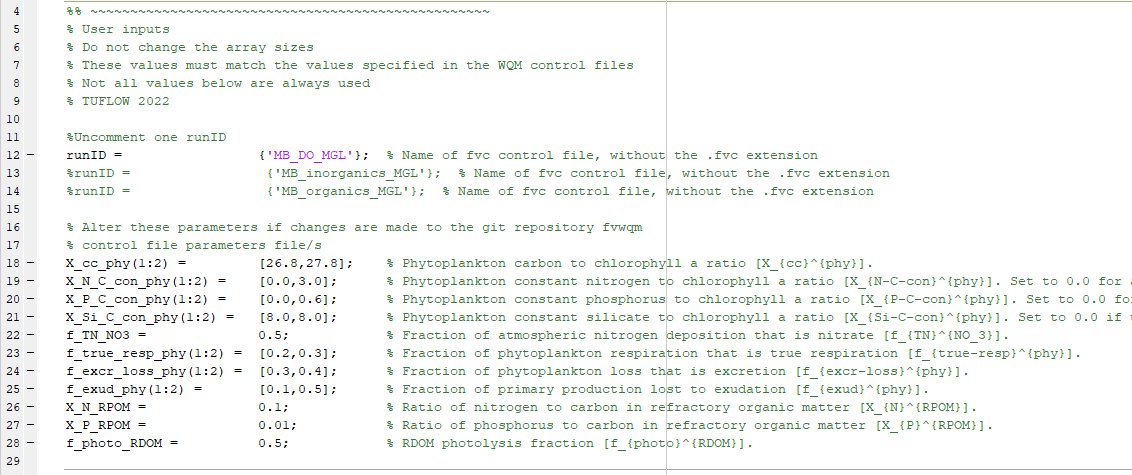 4 %% ~~~~~~~~~~~~~~~~~~~~~~~~~~~~~~~~~~~~~~~~~~~~~~~~~~
5 % User inputs
6 % Do not change the array sizes
7 % These values must match the values specified in the WQM control files
8 % Not all values below are always used
9 % TUFLOW 2022
10
11 %Uncomment one runID
12 – runID = {'MB_DO_MGL'}; % Name of fvc control file, without the .fvc extension
13 %runID = {'MB_inorganics_MGL'}; % Name of fvc control file, without the .fvc extension
14 %runID = {'MB_organics_MGL'}; % Name of fvc control file, without the .fvc extension
15
16 % Alter these parameters if changes are made to the git repository fvwqm
17 % control file parameters file/s
18 – X_cc_phy(1:2) = [26.8,27.8]; % Phytoplankton carbon to chlorophyll a ratio [X_{cc}^{phy}].
19 – X_N_C_con_phy(1:2) = [0.0,3.0]; % Phytoplankton constant nitrogen to chlorophyll a ratio [X_{N-C-con}^{phy}]. Set to 0.0 for
20 – X_P_C_con_phy(1:2) = [0.0,0.6]; % Phytoplankton constant phosphorus to chlorophyll a ratio [X_{P-C-con}^{phy}]. Set to 0.0 fo
21 – X_Si_C_con_phy(1:2) = [8.0,8.0]; % Phytoplankton constant silicate to chlorophyll a ratio [X_{Si-C-con}^{phy}]. Set to 0.0 if
22 – f_TN_NO3 = 0.5; % Fraction of atmospheric nitrogen deposition that is nitrate [f_{TN}^{NO_3}].
23 – f_true_resp_phy(1:2) = [0.2,0.3]; % Fraction of phytoplankton respiration that is true respiration [f_{true-resp}^{phy}].
24 – f_excr_loss_phy(1:2) = [0.3,0.4]; % Fraction of phytoplankton loss that is excretion [f_{excr-loss}^{phy}].
25 – f_exud_phy(1:2) = [0.1,0.5]; % Fraction of primary production lost to exudation [f_{exud}^{phy}].
26 – X_N_RPOM = 0.1; % Ratio of nitrogen to carbon in refractory organic matter [X_{N}^{RPOM}].
27 – X_P_RPOM = 0.01; % Ratio of phosphorus to carbon in refractory organic matter [X_{P}^{RPOM}].
28 – f_photo_RDOM = 0.5; % RDOM photolysis fraction [f_{photo}^{RDOM}].
29